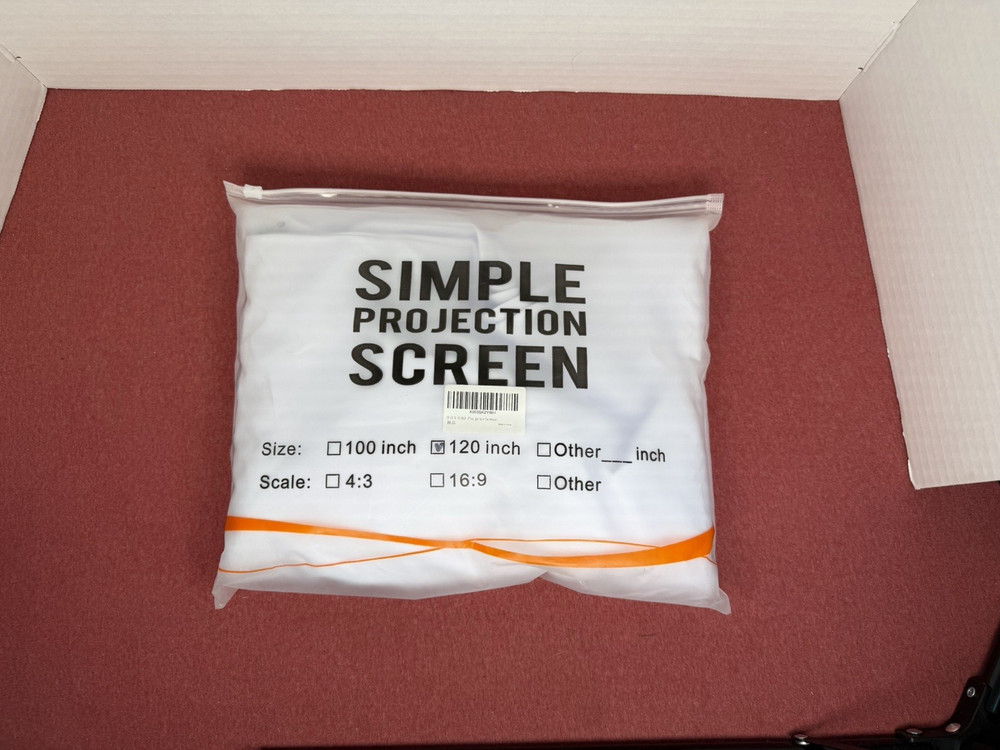 SIMPLE
PROJECTION
SCREEN
Size: ☐ 100 inch ☑ 120 inch ☐ Other___ inch
Scale: ☐ 4:3 ☐ 16:9 ☐ Other